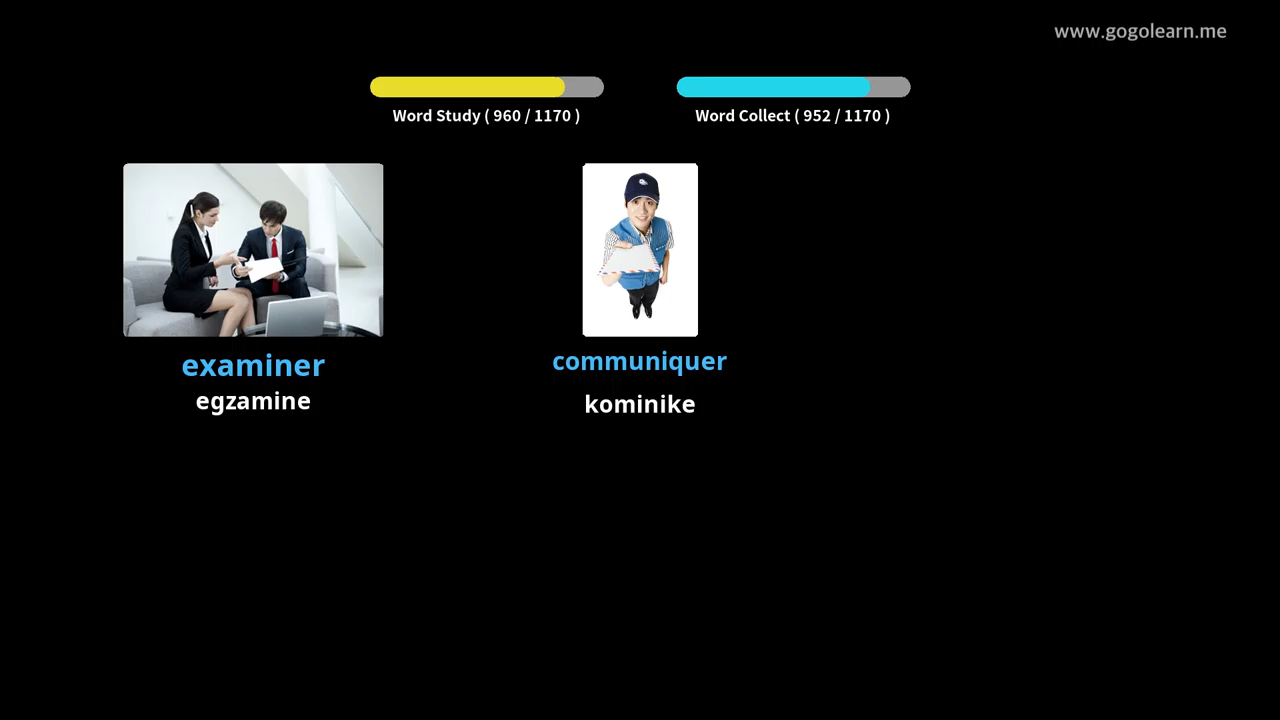 www.gogolearn.me
Word Study ( 960 / 1170 )
Word Collect ( 952 / 1170 )
examiner
egzamine
communiquer
kominike